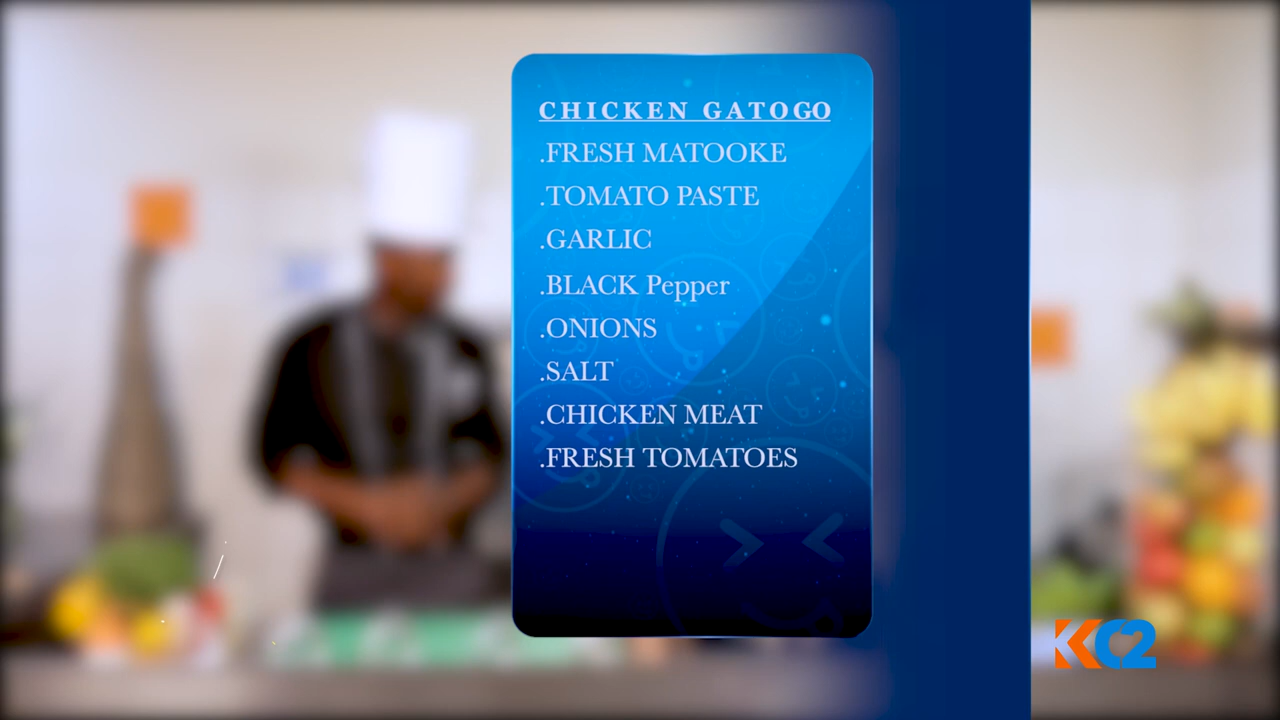 CHICKEN GATOGO
.FRESH MATOOKE
.TOMATO PASTE
.GARLIC
.BLACK Pepper
.ONIONS
.SALT
.CHICKEN MEAT
.FRESH TOMATOES
KC2